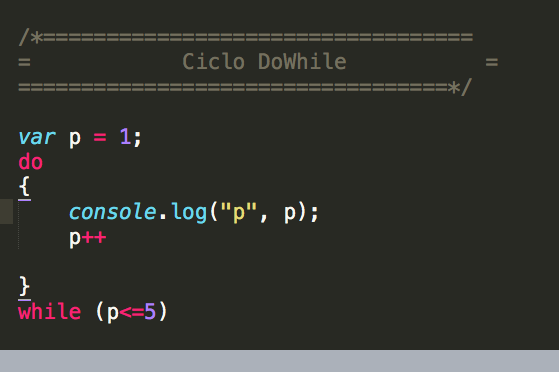 /*==================================
=            Ciclo DoWhile           =
==================================*/
var p = 1;
do
{
    console.log("p", p);
    p++
}
while (p<=5)